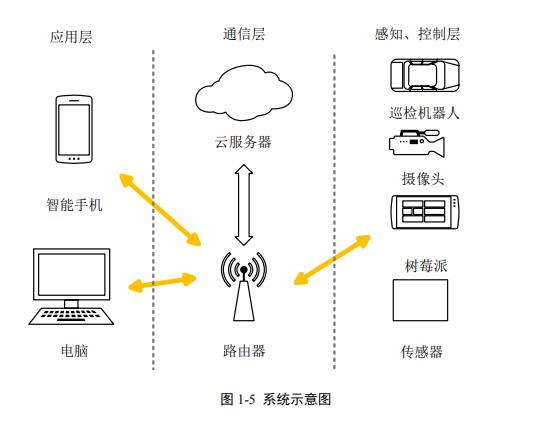 应用层
通信层
感知、控制层
巡检机器人
云服务器
摄像头
智能手机
树莓派
电脑
路由器
传感器
图 1-5 系统示意图